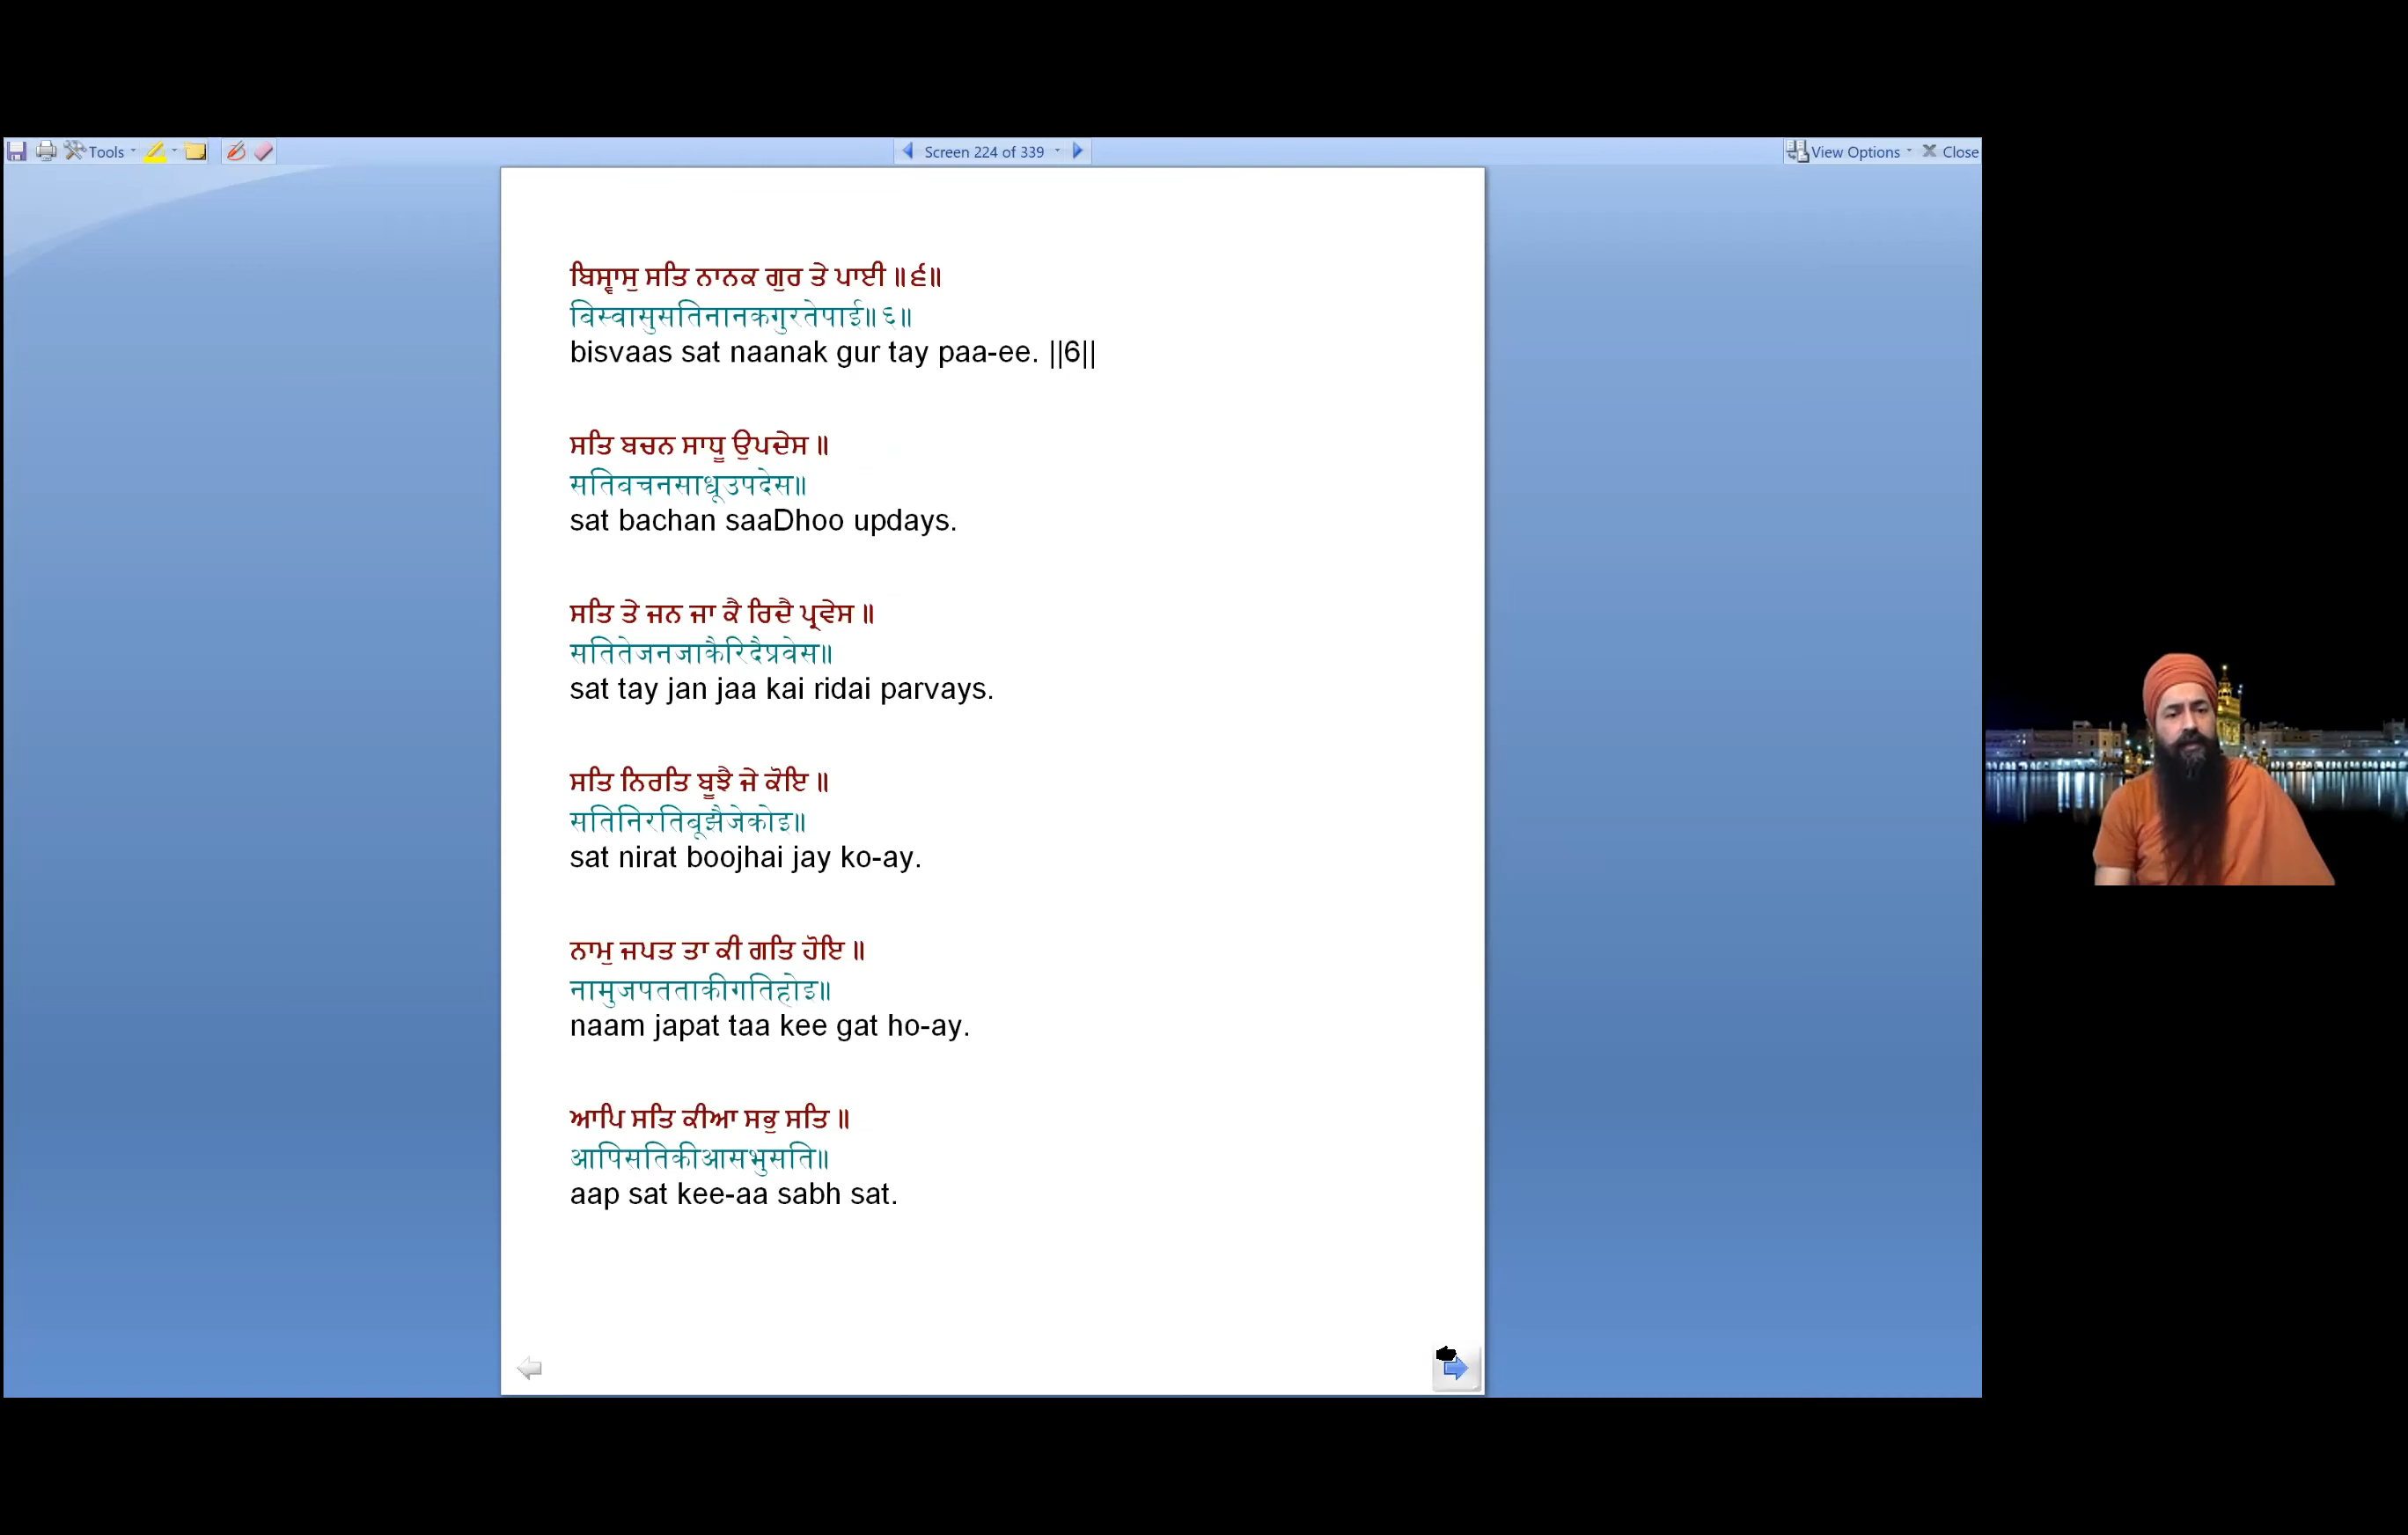 Tools
Screen 224 of 339
View Options
Close
ਬਿਸ੍ਵਾਸੁ ਸਤਿ ਨਾਨਕ ਗੁਰ ਤੇ ਪਾਈ ॥੬॥
बिस्वासुसतिनानकगुरतेपाई॥६॥
bisvaas sat naanak gur tay paa-ee. ||6||
ਸਤਿ ਬਚਨ ਸਾਧੂ ਉਪਦੇਸ ॥
सतिबचनसाधूउपदेस॥
sat bachan saaDhoo updays.
ਸਤਿ ਤੇ ਜਨ ਜਾ ਕੈ ਰਿਦੈ ਪ੍ਰਵੇਸ ॥
सतितेजनजाकैरिदैप्रवेस॥
sat tay jan jaa kai ridai parvays.
ਸਤਿ ਨਿਰਤਿ ਬੂਝੈ ਜੇ ਕੋਇ ॥
सतिनिरतिबूझैजेकोइ॥
sat nirat boojhai jay ko-ay.
ਨਾਮੁ ਜਪਤ ਤਾ ਕੀ ਗਤਿ ਹੋਇ ॥
नामुजपतताकीगतिहोइ॥
naam japat taa kee gat ho-ay.
ਆਪਿ ਸਤਿ ਕੀਆ ਸਭੁ ਸਤਿ ॥
आपिसतिकीआसभुसति॥
aap sat kee-aa sabh sat.